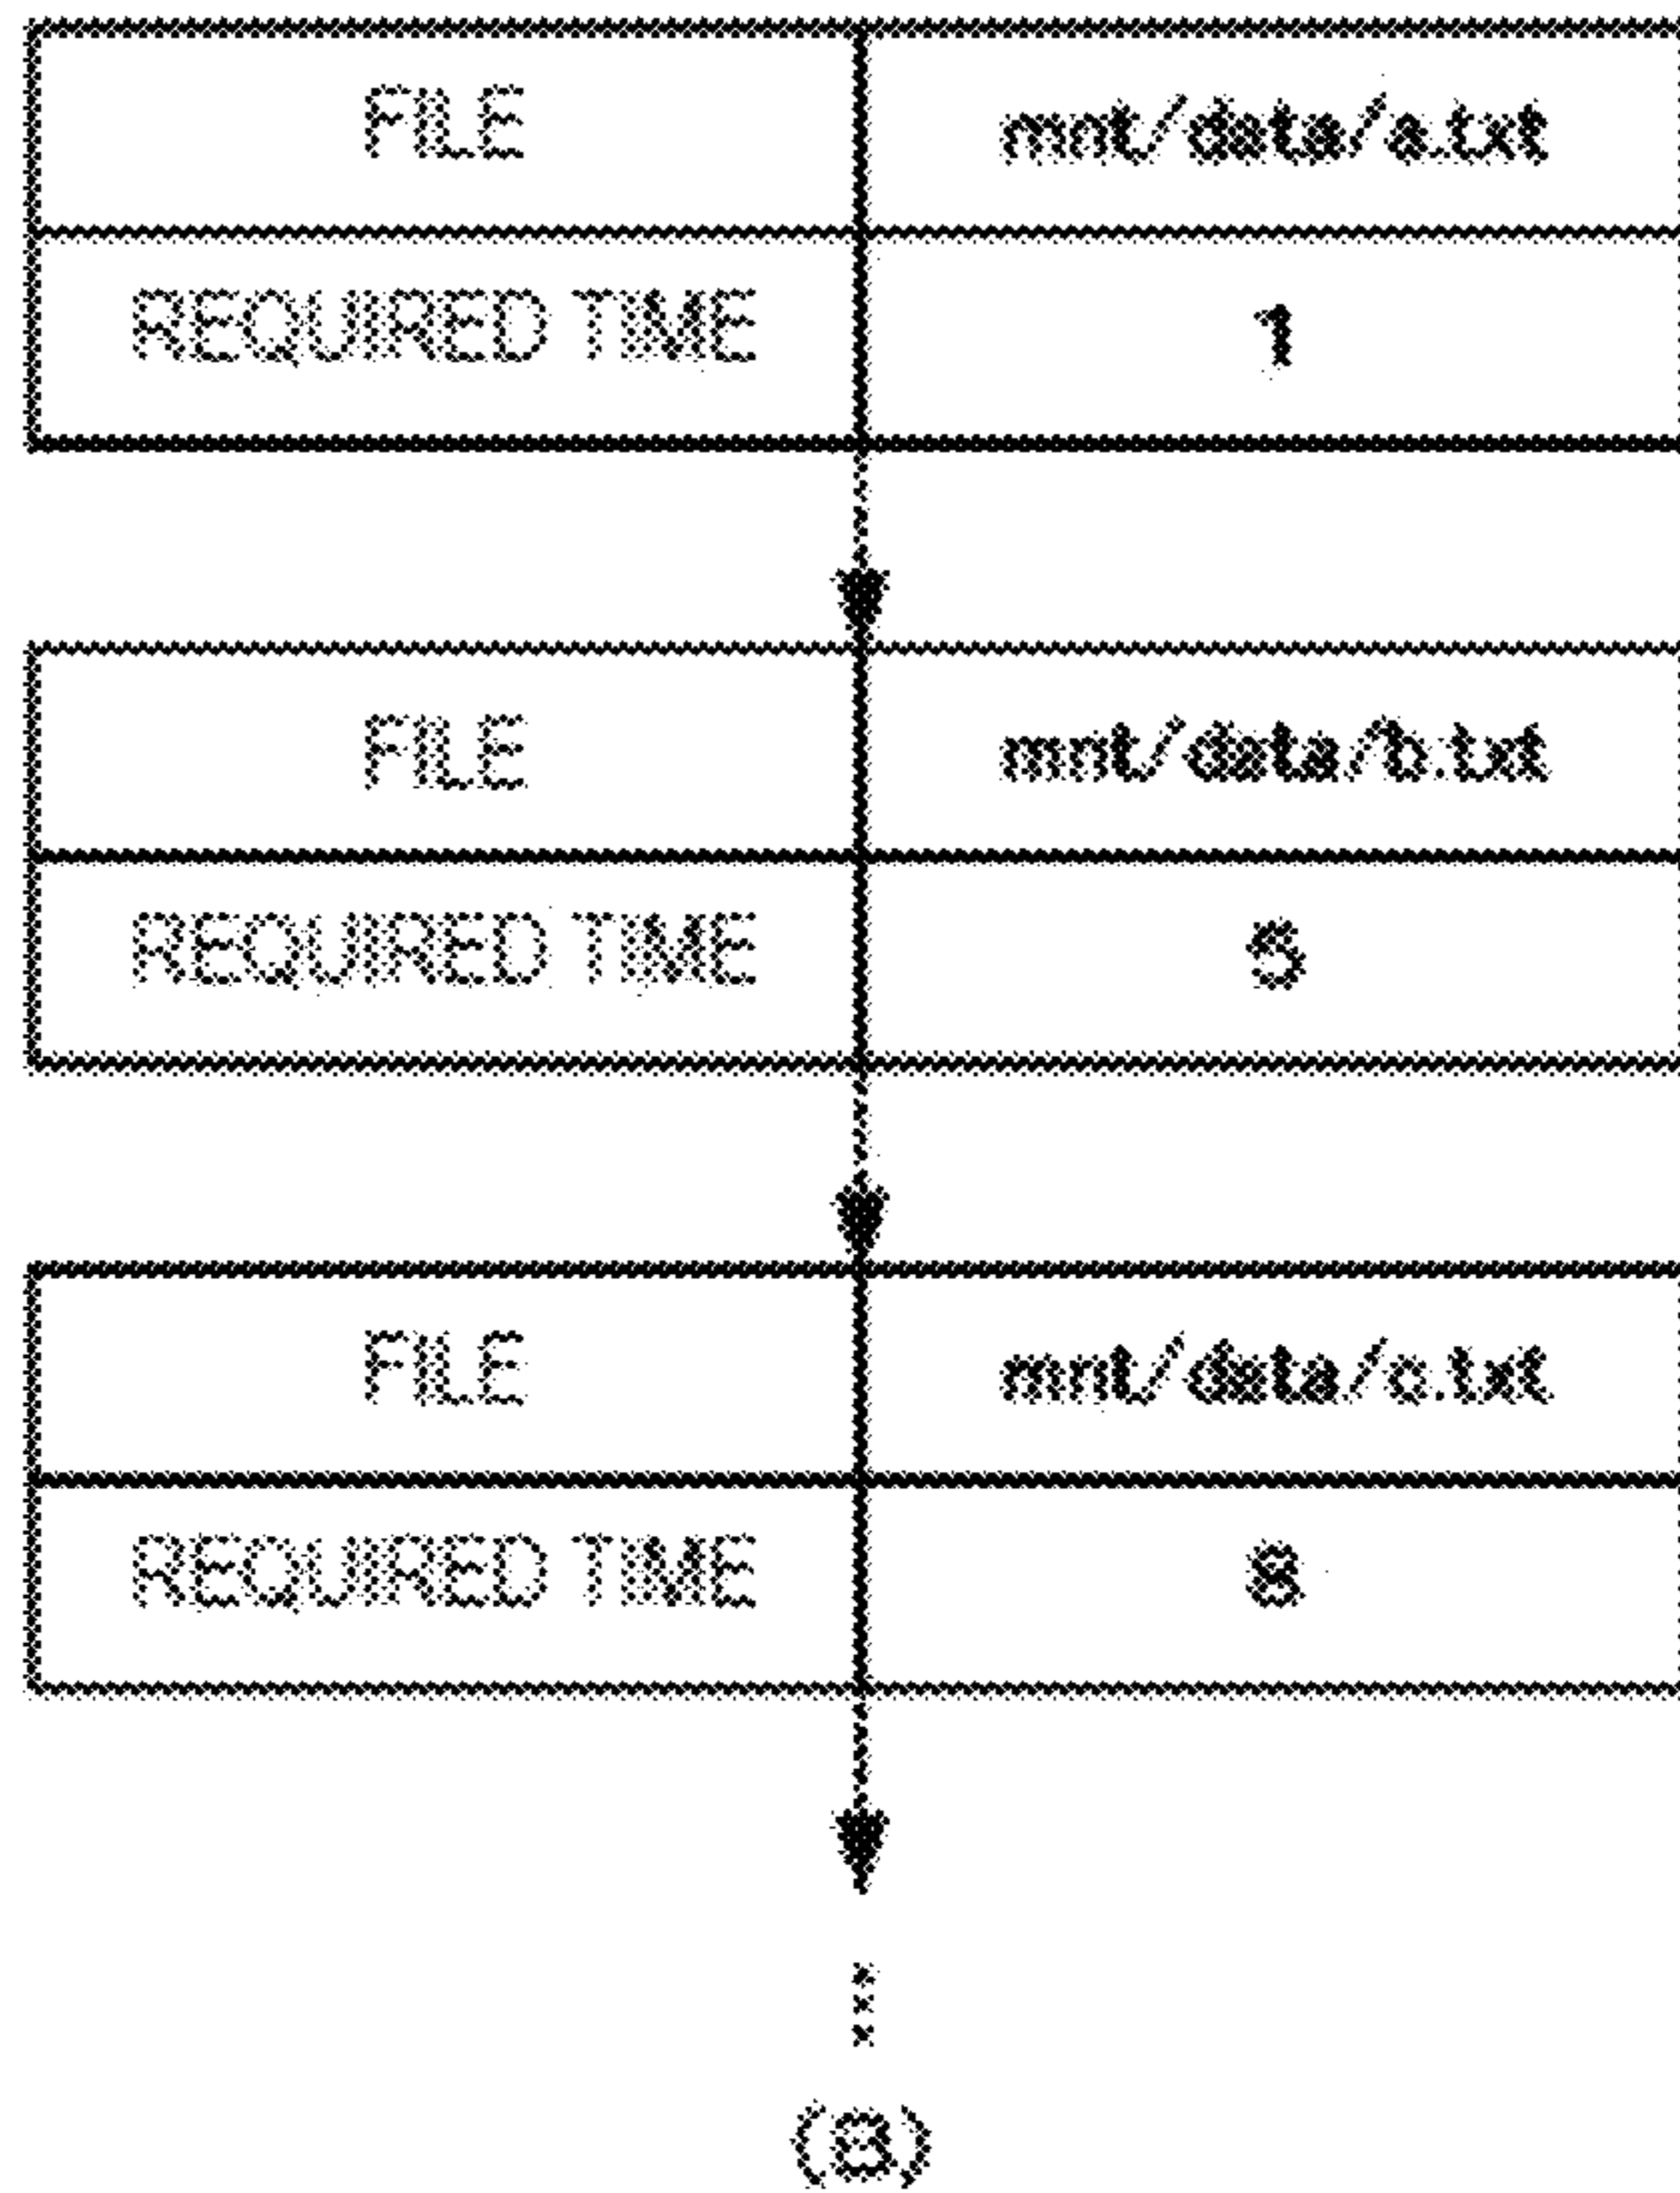 FILE mnt/data/a.txt
REQUIRED TIME 1
FILE mnt/data/b.txt
REQUIRED TIME 5
FILE mnt/data/c.txt
REQUIRED TIME 8